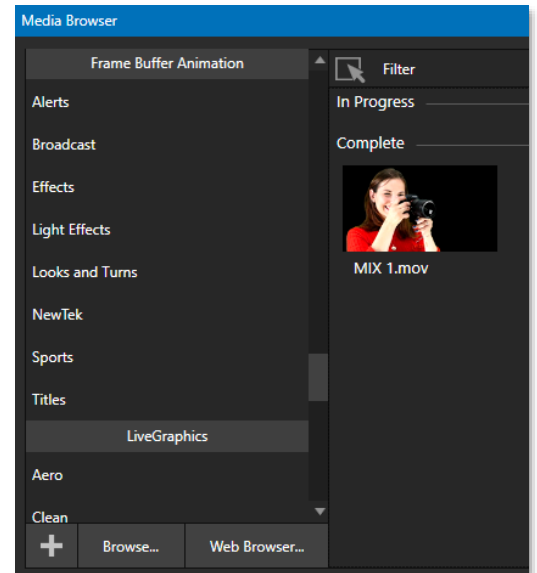 Media Browser
Frame Buffer Animation
Alerts
Broadcast
Effects
Light Effects
Looks and Turns
NewTek
Sports
Titles
LiveGraphics
Aero
Clean
Browse...
Web Browser...
Filter
In Progress
Complete
MIX 1.mov